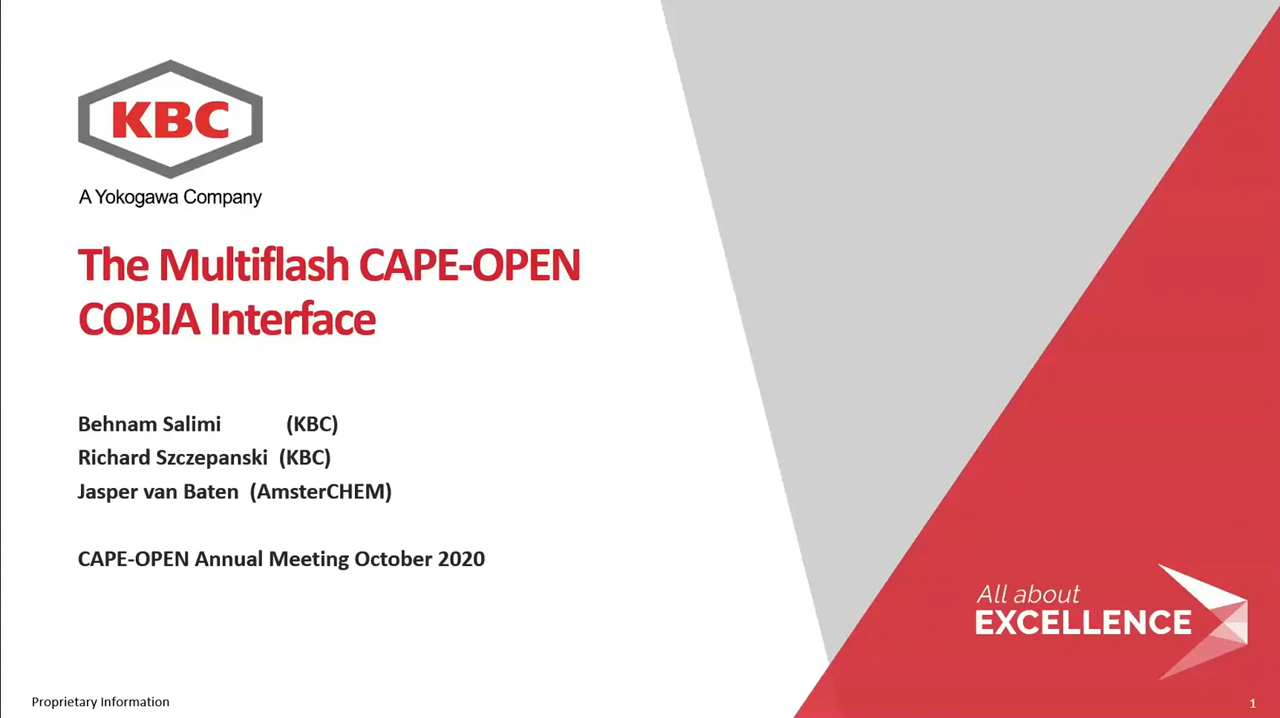 KBC
A Yokogawa Company
The Multiflash CAPE-OPEN
COBIA Interface
Behnam Salimi (KBC)
Richard Szczepanski (KBC)
Jasper van Baten (AmsterCHEM)
CAPE-OPEN Annual Meeting October 2020
All about
EXCELLENCE
Proprietary Information
1